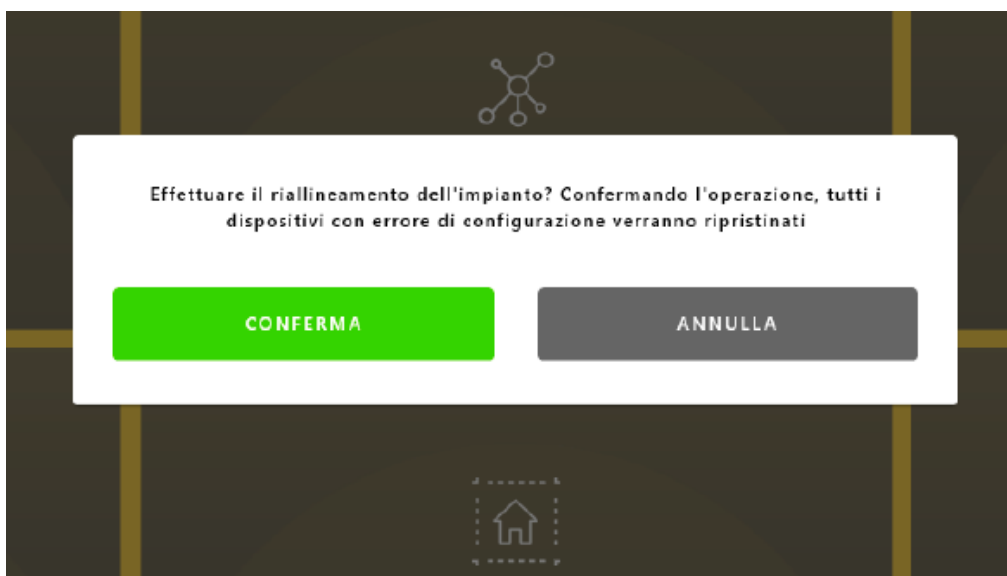 Effettuare il riallineamento dell'impianto? Confermando l'operazione, tutti i
dispositivi con errore di configurazione verranno ripristinati
CONFERMA
ANNULLA